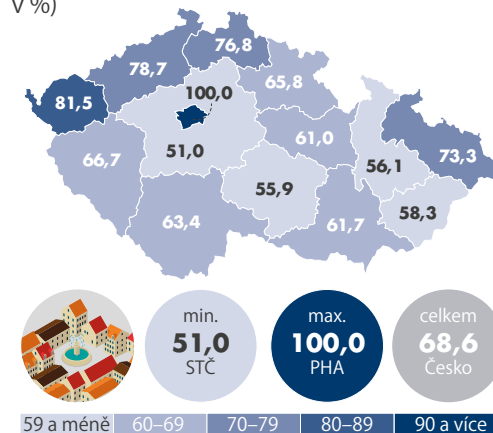 v %)
76,8
78,7
65,8
100,0
81,5
61,0
51,0
56,1
73,3
66,7
55,9
58,3
63,4
61,7
min.
51,0
STČ
max.
100,0
PHA
celkem
68,6
Česko
59 a méně 60–69 70–79 80–89 90 a více